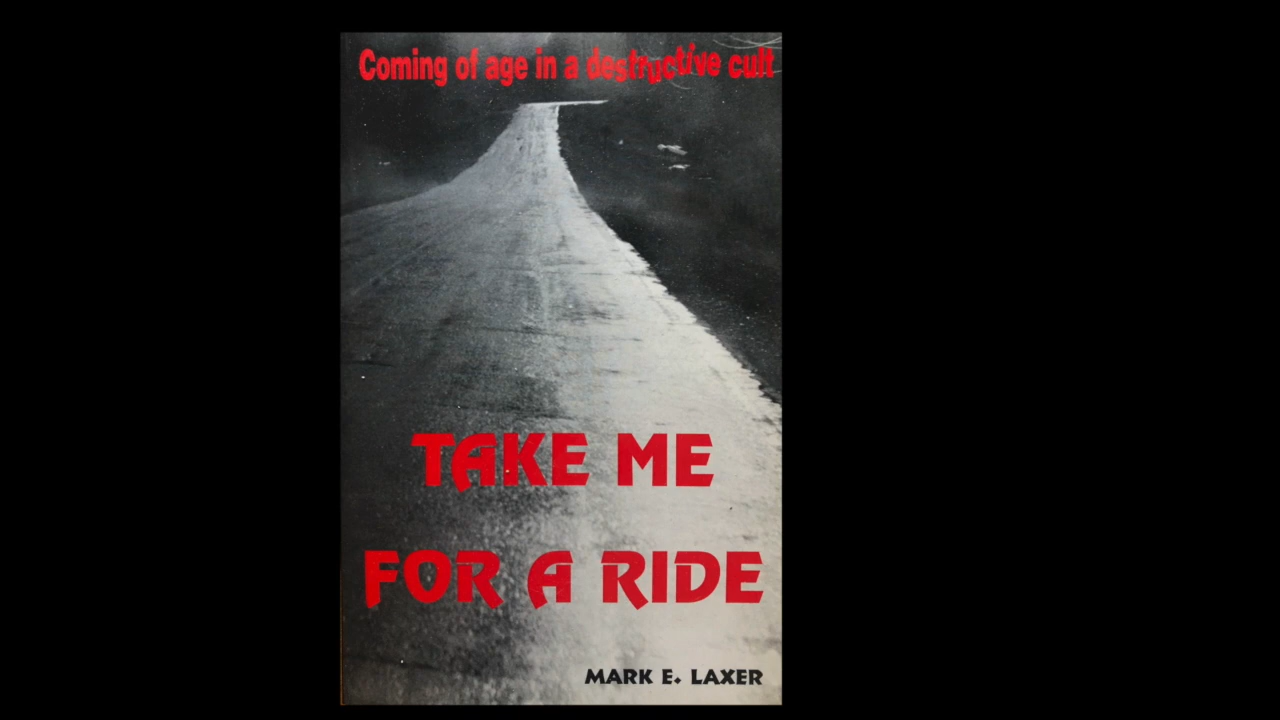 Coming of age in a destructive cult
TAKE ME
FOR A RIDE
MARK E. LAXER